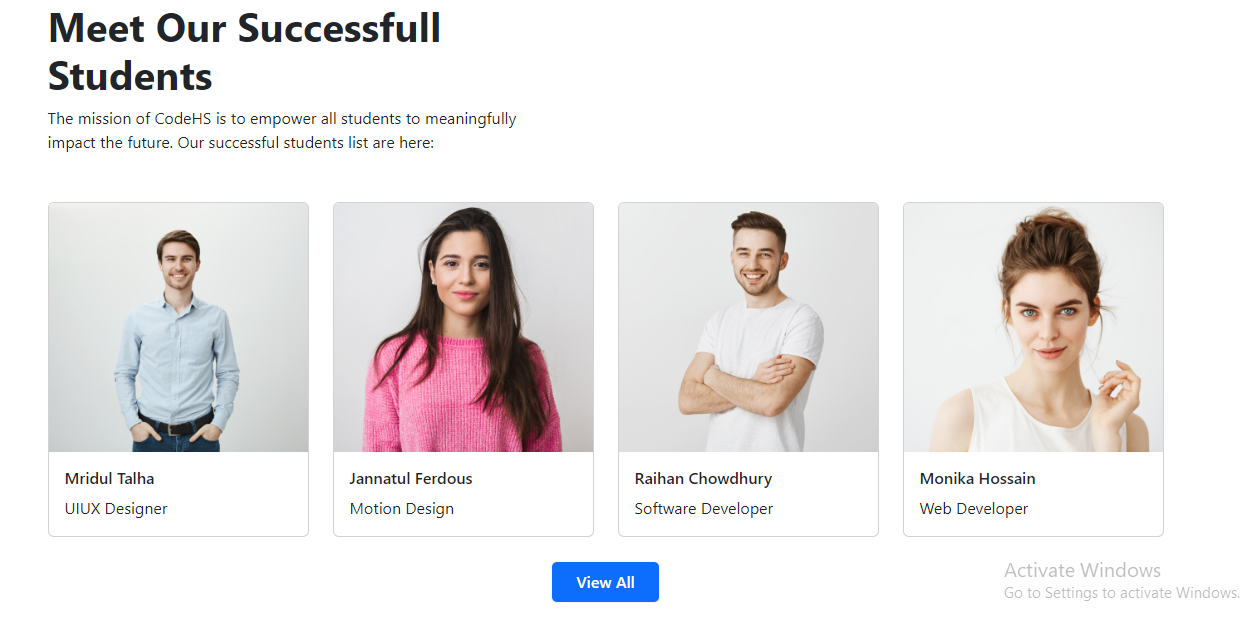 Meet Our Successfull
Students
The mission of CodeHS is to empower all students to meaningfully
impact the future. Our successful students list are here:
Mridul Talha
UIUX Designer
Jannatul Ferdous
Motion Design
Raihan Chowdhury
Software Developer
Monika Hossain
Web Developer
View All
Activate Windows
Go to Settings to activate Windows.